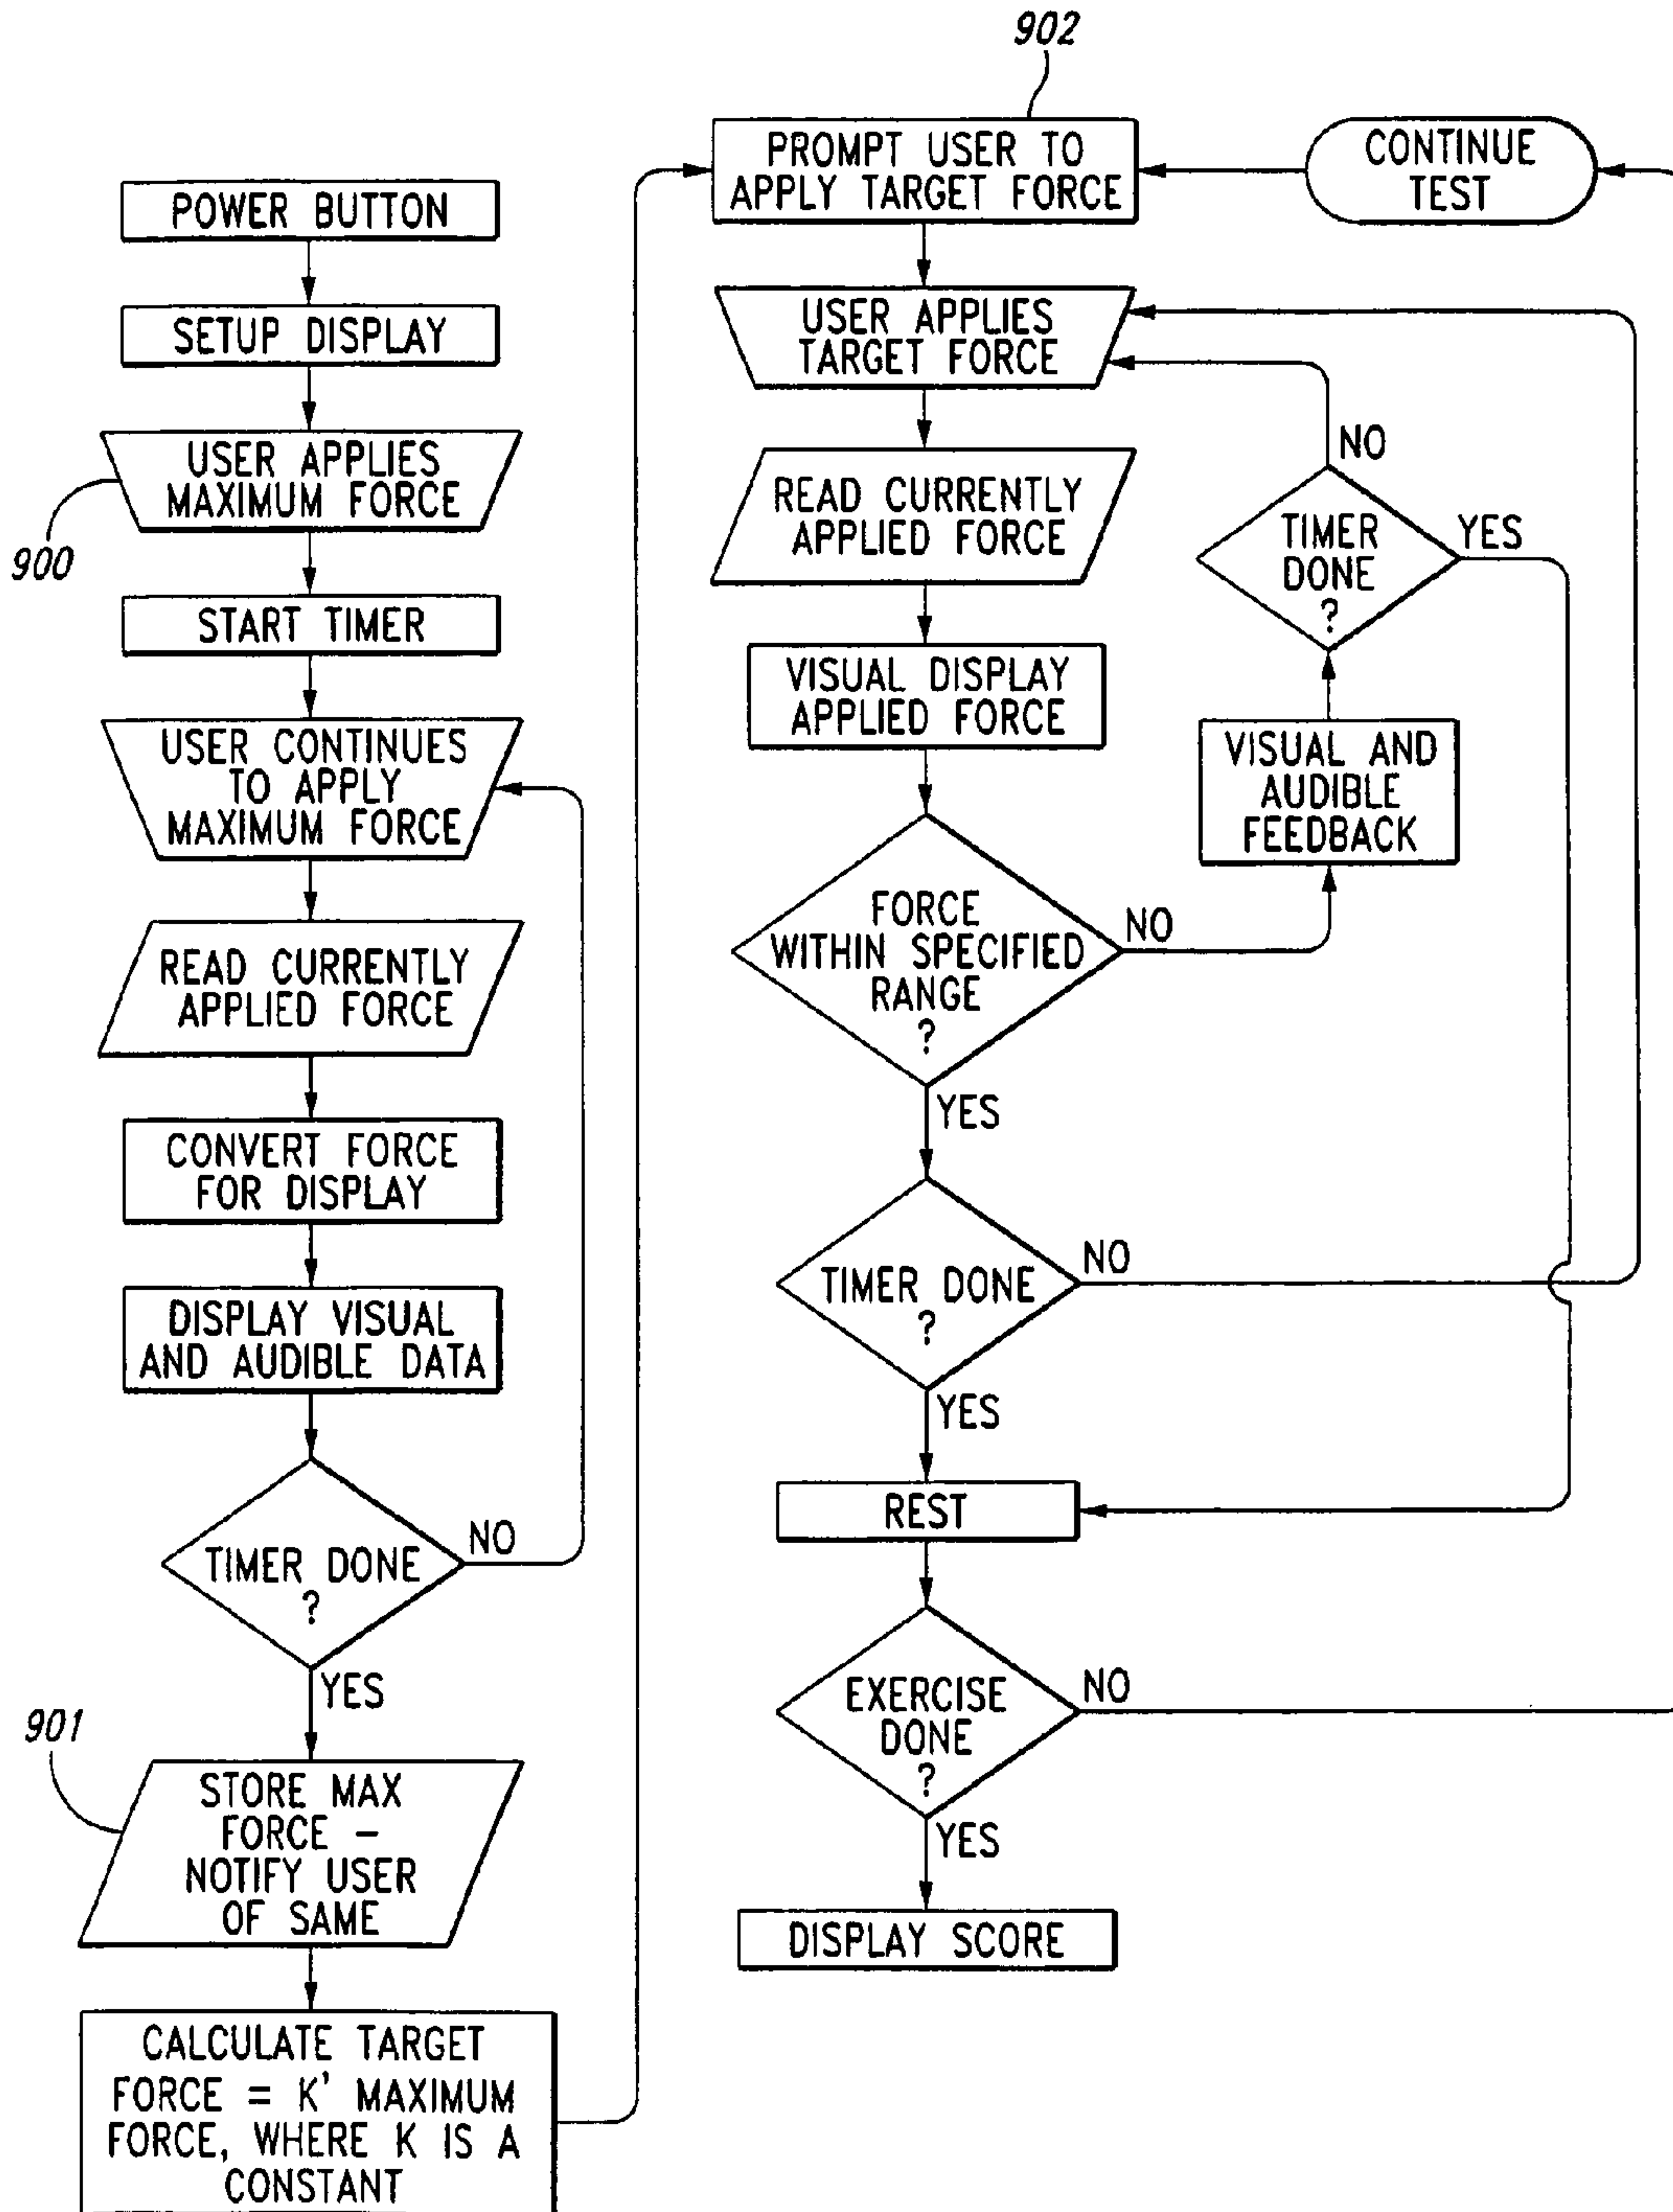 POWER BUTTON
SETUP DISPLAY
USER APPLIES
MAXIMUM FORCE
900
START TIMER
USER CONTINUES
TO APPLY
MAXIMUM FORCE
READ CURRENTLY
APPLIED FORCE
CONVERT FORCE
FOR DISPLAY
DISPLAY VISUAL
AND AUDIBLE DATA
TIMER DONE
?
NO
YES
901
STORE MAX
FORCE –
NOTIFY USER
OF SAME
CALCULATE TARGET
FORCE = K' MAXIMUM
FORCE, WHERE K IS A
CONSTANT
902
PROMPT USER TO
APPLY TARGET FORCE
CONTINUE
TEST
USER APPLIES
TARGET FORCE
READ CURRENTLY
APPLIED FORCE
VISUAL DISPLAY
APPLIED FORCE
FORCE
WITHIN SPECIFIED
RANGE
?
NO
VISUAL AND
AUDIBLE
FEEDBACK
TIMER
DONE
?
NO
YES
YES
TIMER DONE
?
NO
YES
REST
EXERCISE
DONE
?
NO
YES
DISPLAY SCORE